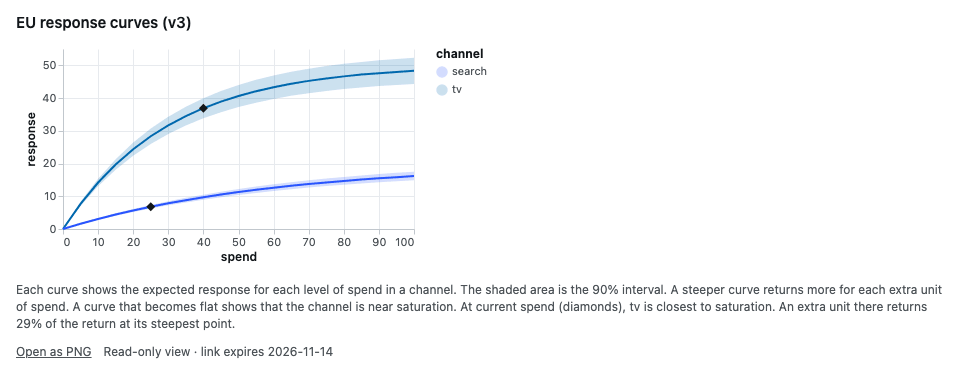 EU response curves (v3)
response
50
40
30
20
10
0
0 10 20 30 40 50 60 70 80 90 100
spend
channel
search
tv
Each curve shows the expected response for each level of spend in a channel. The shaded area is the 90% interval. A steeper curve returns more for each extra unit
of spend. A curve that becomes flat shows that the channel is near saturation. At current spend (diamonds), tv is closest to saturation. An extra unit there returns
29% of the return at its steepest point.
Open as PNG Read-only view · link expires 2026-11-14